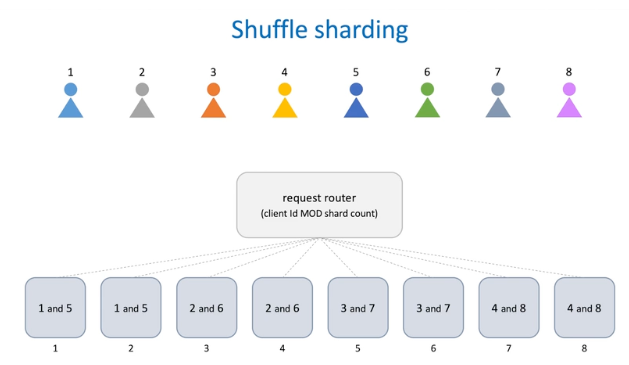 Shuffle sharding
1 2 3 4 5 6 7 8
request router
(client Id MOD shard count)
1 and 5 1 and 5 2 and 6 2 and 6 3 and 7 3 and 7 4 and 8 4 and 8
1 2 3 4 5 6 7 8